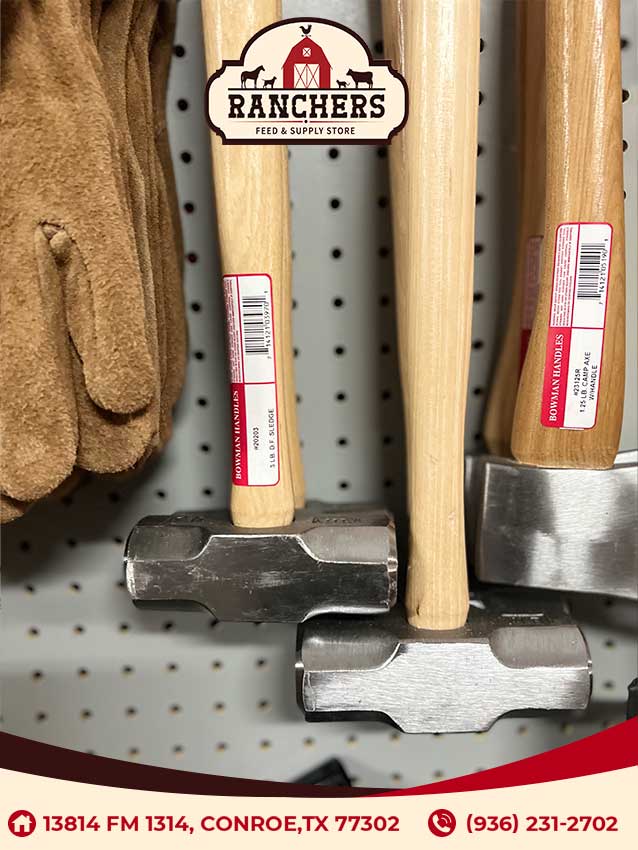 RANCHERS
FEED & SUPPLY STORE
BOWMAN HANDLES
#20203
5 LB. D.F. SLEDGE
BOWMAN HANDLES
#23125R
1.25 LB. CAMP AXE
W/HANDLE
13814 FM 1314, CONROE,TX 77302
(936) 231-2702